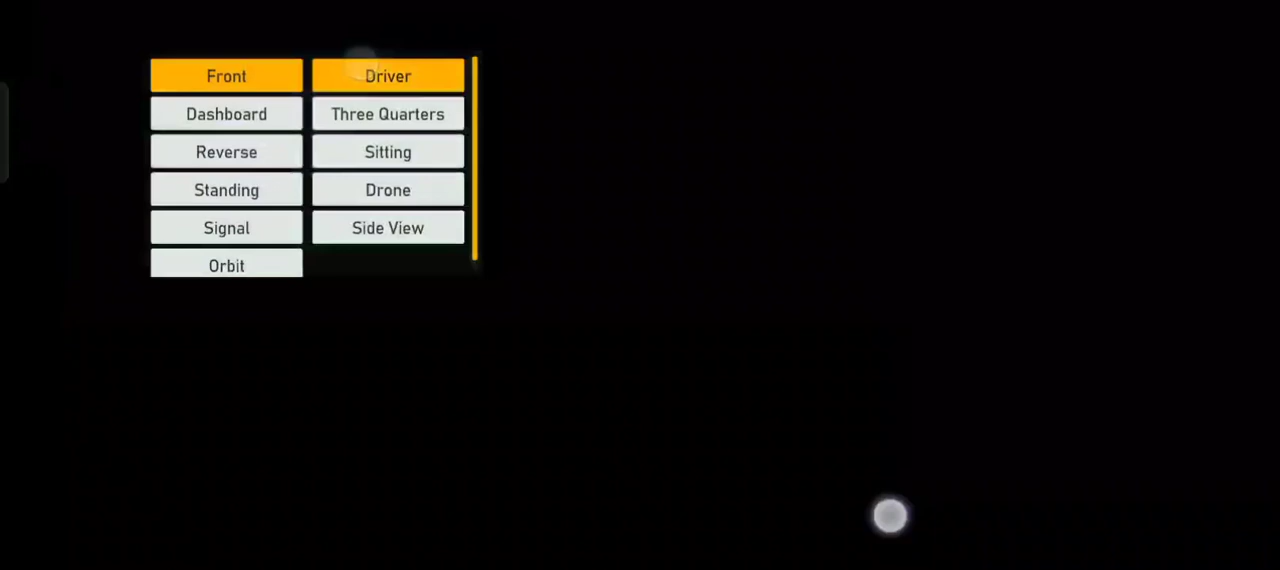 Front Driver
Dashboard Three Quarters
Reverse Sitting
Standing Drone
Signal Side View
Orbit